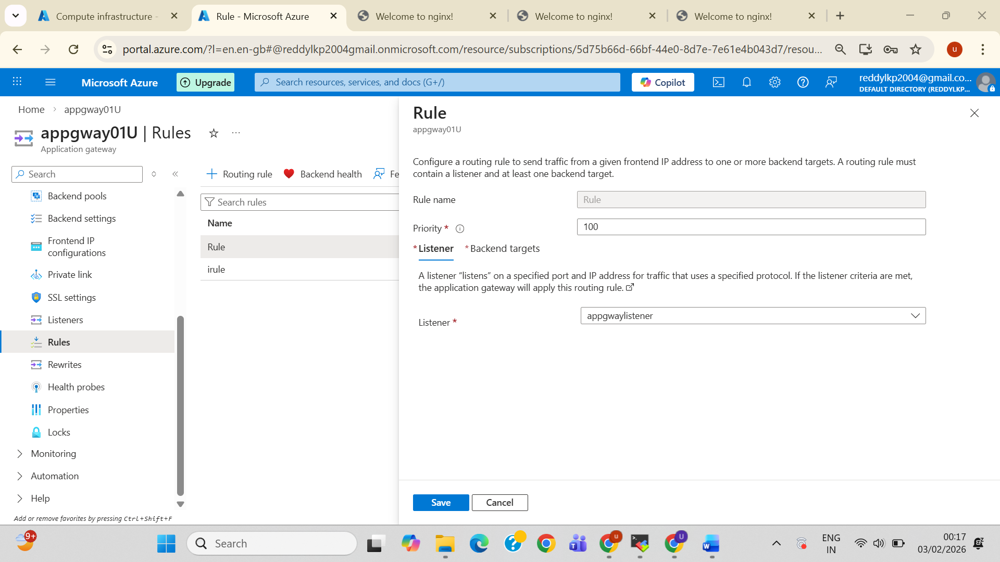 Compute infrastructure -
Rule - Microsoft Azure
Welcome to nginx!
Welcome to nginx!
Welcome to nginx!
portal.azure.com/?l=en.en-gb#@reddylkp2004gmail.onmicrosoft.com/resource/subscriptions/5d75b66d-66bf-44e0-8d7e-7e61e4b043d7/resou...
u
Microsoft Azure
Upgrade
Search resources, services, and docs (G+/)
Copilot
reddylkp2004@gmail.co...
DEFAULT DIRECTORY (REDDYLKP...
Home > appgway01U
appgway01U | Rules
Application gateway
Search
Backend pools
Backend settings
Frontend IP
configurations
Private link
SSL settings
Listeners
Rules
Rewrites
Health probes
Properties
Locks
Monitoring
Automation
Help
Add or remove favorites by pressing Ctrl+Shift+F
Routing rule
Backend health
Fe
Search rules
Name
Rule
irule
Rule
appgway01U
Configure a routing rule to send traffic from a given frontend IP address to one or more backend targets. A routing rule must
contain a listener and at least one backend target.
Rule name
Rule
Priority *
100
* Listener
* Backend targets
A listener “listens” on a specified port and IP address for traffic that uses a specified protocol. If the listener criteria are met,
the application gateway will apply this routing rule.
Listener *
appgwaylistener
Save
Cancel
9+
Search
u
U
ENG
IN
00:17
03/02/2026